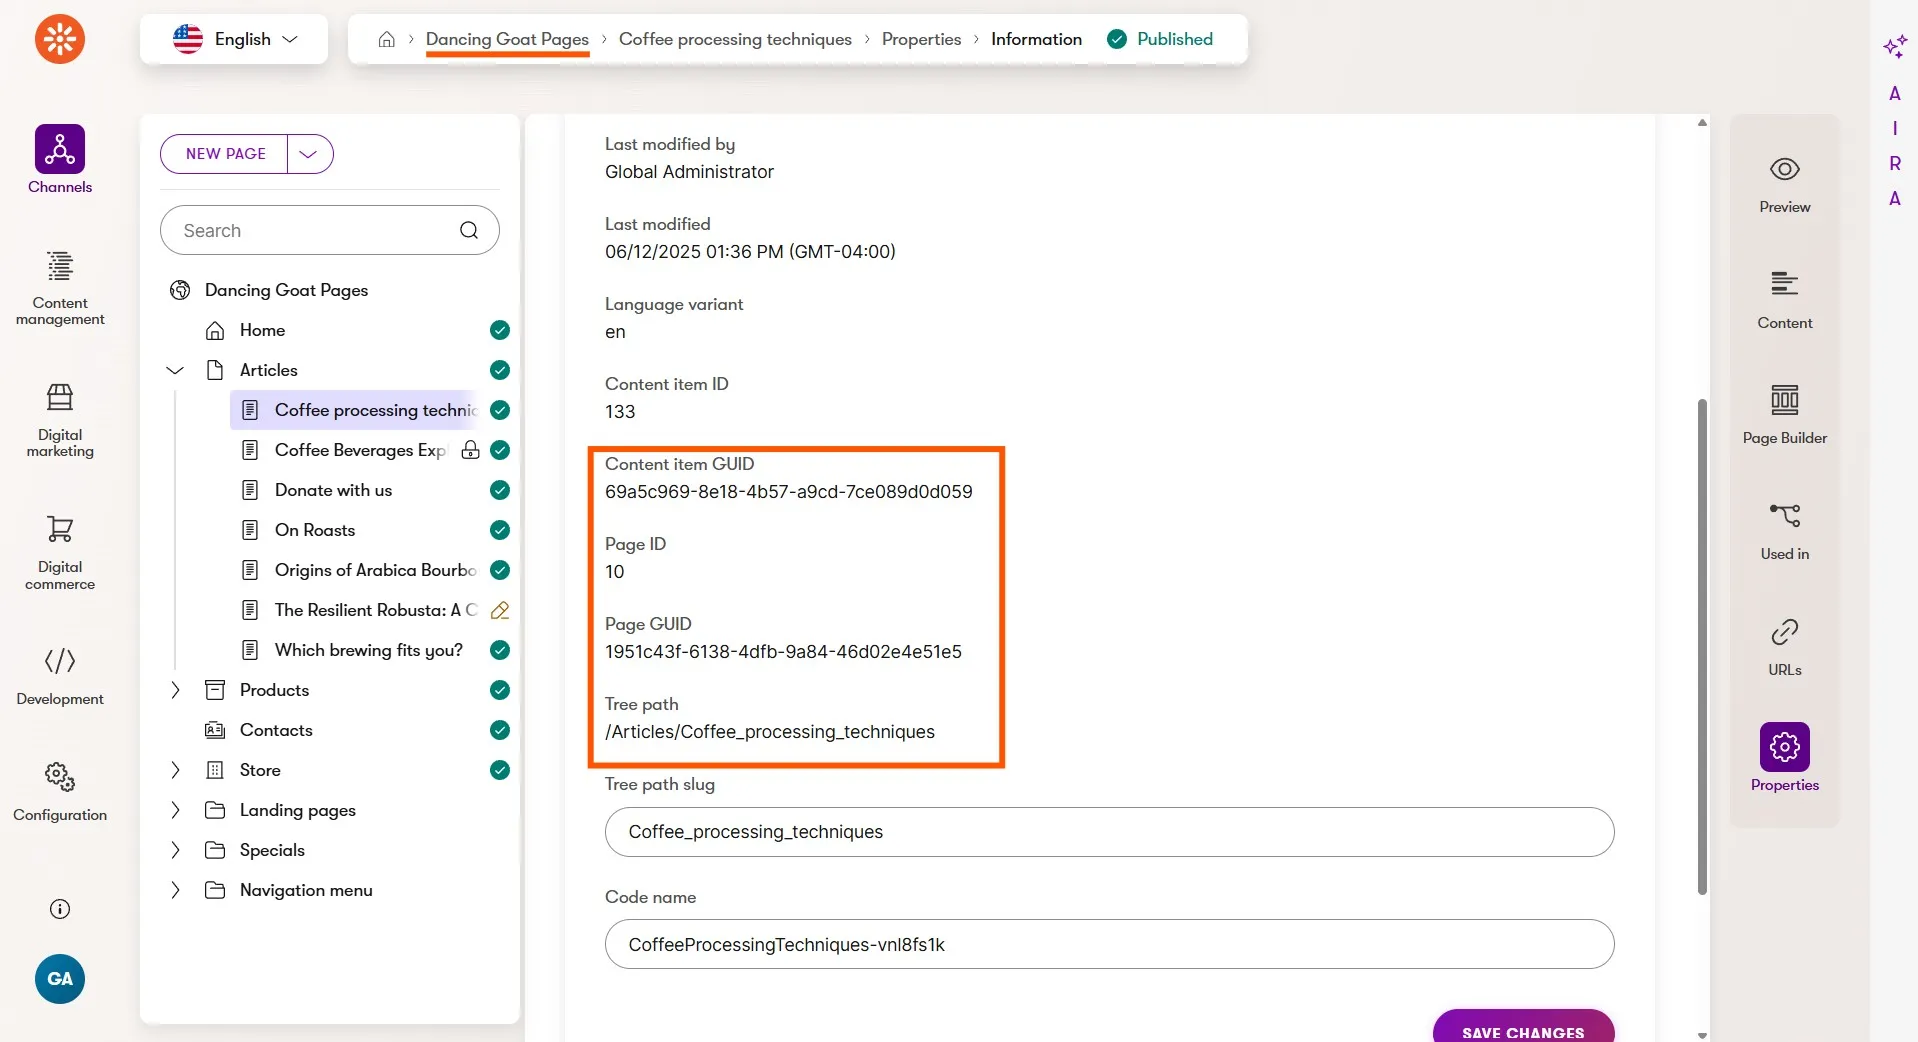 English
Dancing Goat Pages > Coffee processing techniques > Properties > Information Published
Channels
Content
management
Digital
marketing
Digital
commerce
Development
Configuration
GA
NEW PAGE
Search
Dancing Goat Pages
Home
Articles
Coffee processing technic
Coffee Beverages Exp
Donate with us
On Roasts
Origins of Arabica Bourbo
The Resilient Robusta: A C
Which brewing fits you?
Products
Contacts
Store
Landing pages
Specials
Navigation menu
Last modified by
Global Administrator
Last modified
06/12/2025 01:36 PM (GMT-04:00)
Language variant
en
Content item ID
133
Content item GUID
69a5c969-8e18-4b57-a9cd-7ce089d0d059
Page ID
10
Page GUID
1951c43f-6138-4dfb-9a84-46d02e4e51e5
Tree path
/Articles/Coffee_processing_techniques
Tree path slug
Coffee_processing_techniques
Code name
CoffeeProcessingTechniques-vnl8fs1k
SAVE CHANGES
Preview
Content
Page Builder
Used in
URLs
Properties
A
I
R
A